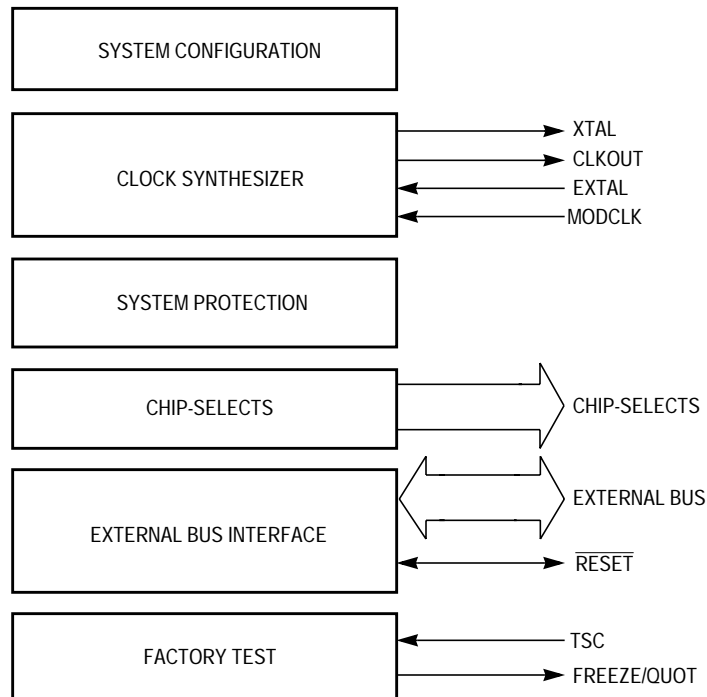 SYSTEM CONFIGURATION
CLOCK SYNTHESIZER
XTAL
CLKOUT
EXTAL
MODCLK
SYSTEM PROTECTION
CHIP-SELECTS
CHIP-SELECTS
EXTERNAL BUS INTERFACE
EXTERNAL BUS
R̅E̅S̅E̅T̅
FACTORY TEST
TSC
FREEZE/QUOT